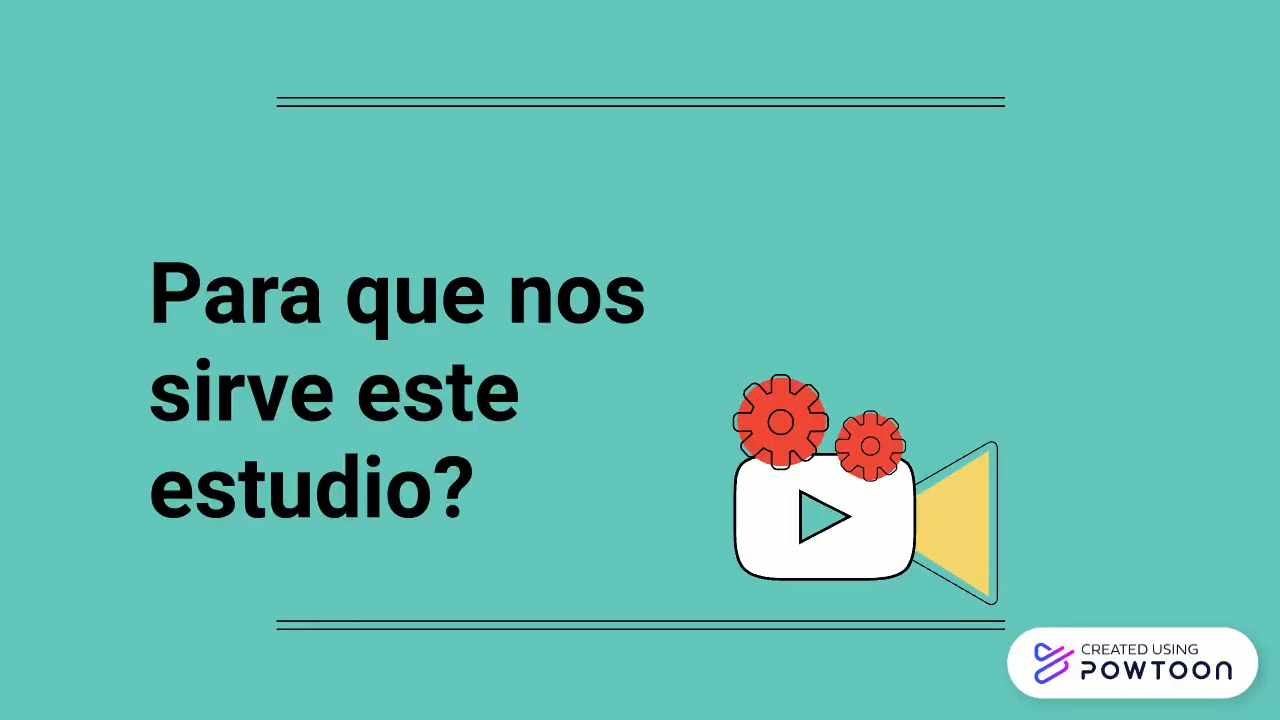 Para que nos
sirve este
estudio?
CREATED USING
POWTOON